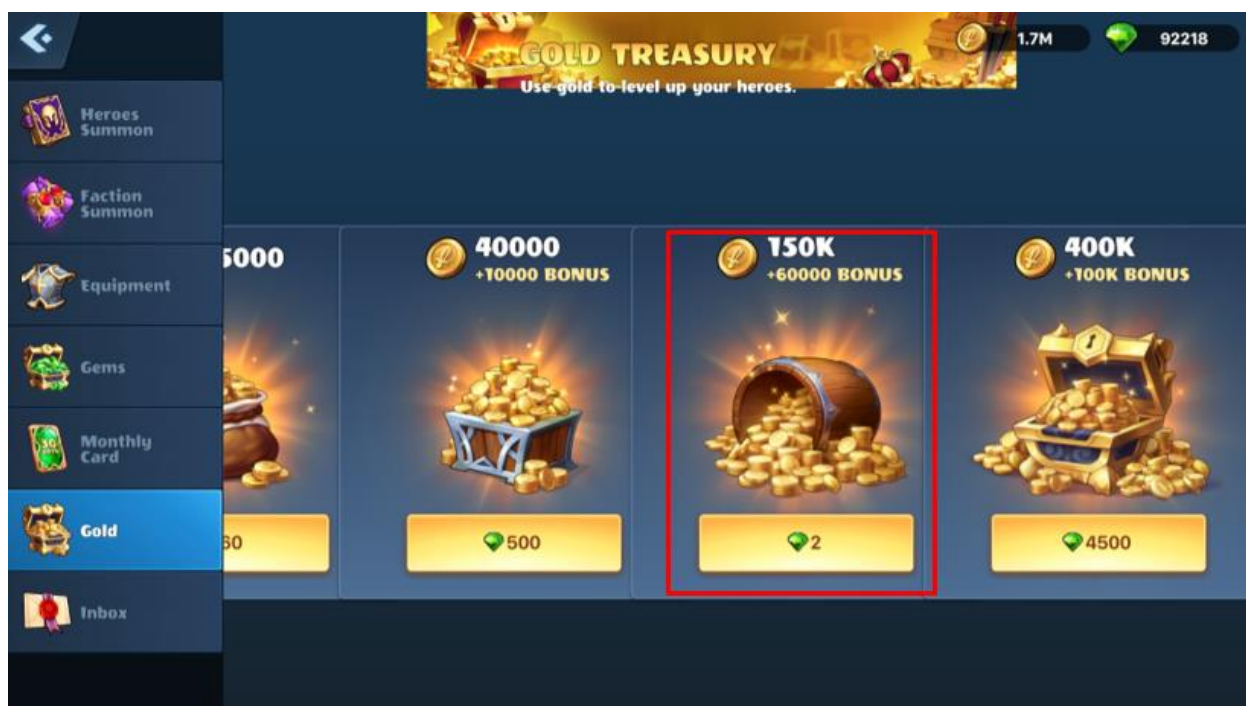 GOLD TREASURY
Use gold to level up your heroes.
1.7M
92218
Heroes
Summon
Faction
Summon
Equipment
Gems
Monthly
Card
Gold
Inbox
5000
60
40000
+10000 BONUS
500
150K
+60000 BONUS
2
400K
+100K BONUS
4500